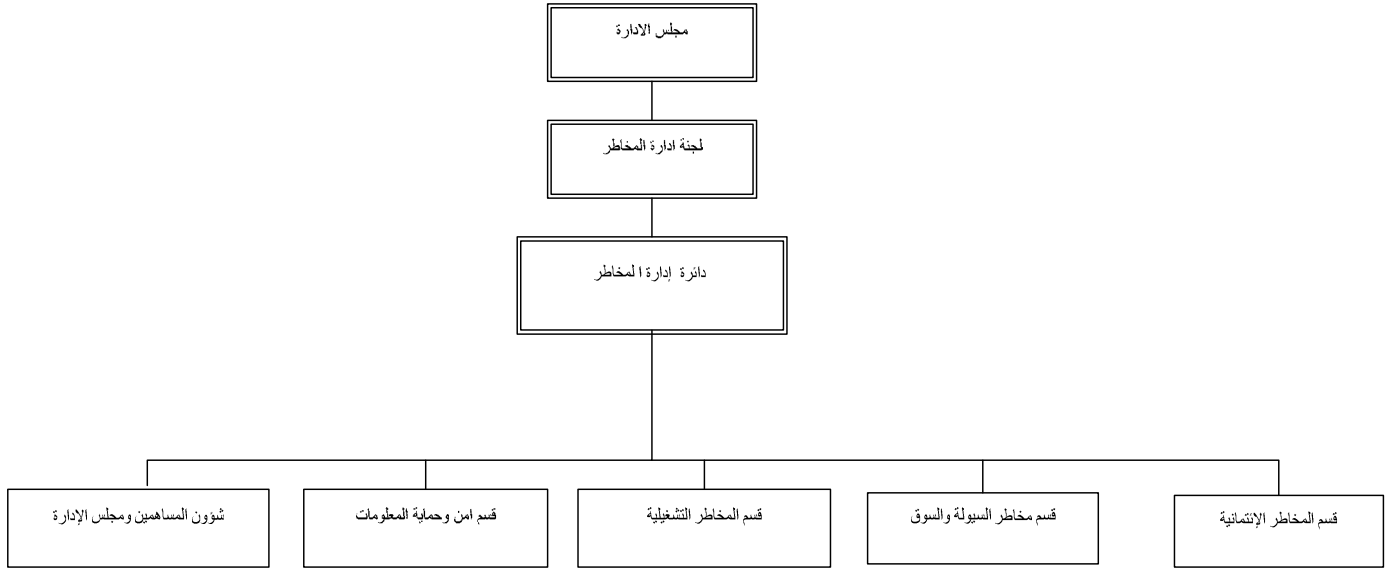 مجلس الادارة
لجنة ادارة المخاطر
دائرة إدارة المخاطر
قسم المخاطر الإئتمانية
قسم مخاطر السيولة والسوق
قسم المخاطر التشغيلية
قسم امن وحماية المعلومات
شؤون المساهمين ومجلس الإدارة